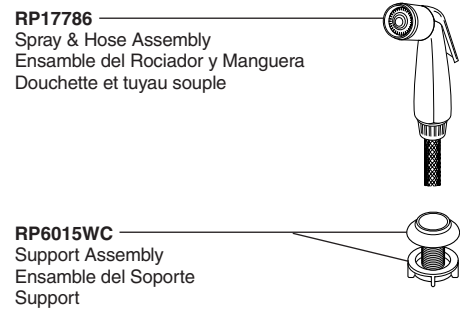 RP17786
Spray & Hose Assembly
Ensamble del Rociador y Manguera
Douchette et tuyau souple
RP6015WC
Support Assembly
Ensamble del Soporte
Support